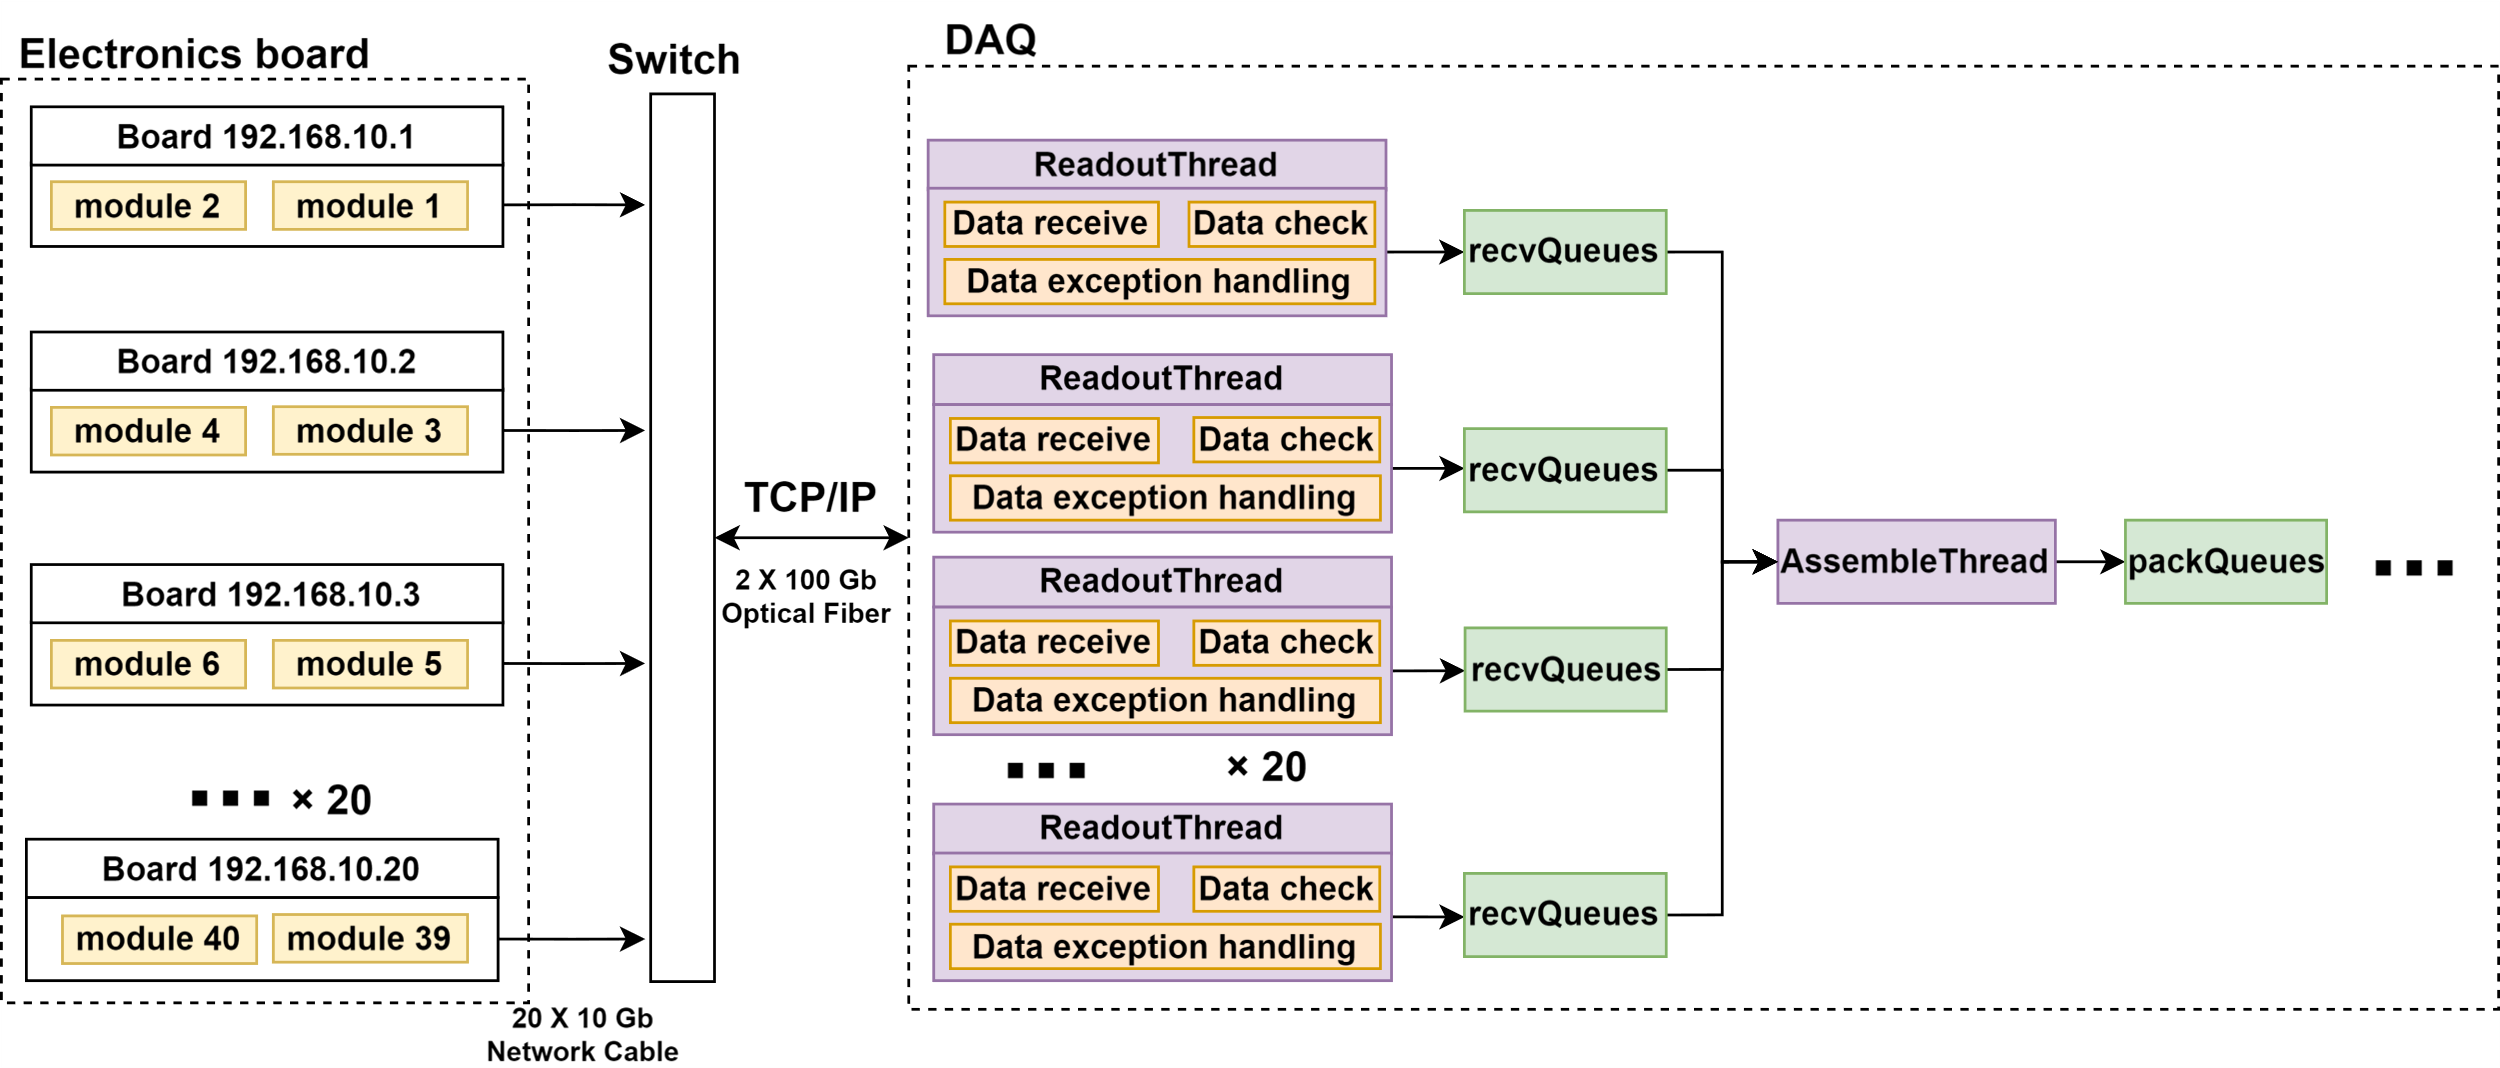 Electronics board
Board 192.168.10.1
module 2
module 1
Board 192.168.10.2
module 4
module 3
Board 192.168.10.3
module 6
module 5
× 20
Board 192.168.10.20
module 40
module 39
20 X 10 Gb
Network Cable
Switch
TCP/IP
2 X 100 Gb
Optical Fiber
DAQ
ReadoutThread
Data receive
Data check
Data exception handling
recvQueues
ReadoutThread
Data receive
Data check
Data exception handling
recvQueues
ReadoutThread
Data receive
Data check
Data exception handling
recvQueues
× 20
ReadoutThread
Data receive
Data check
Data exception handling
recvQueues
AssembleThread
packQueues